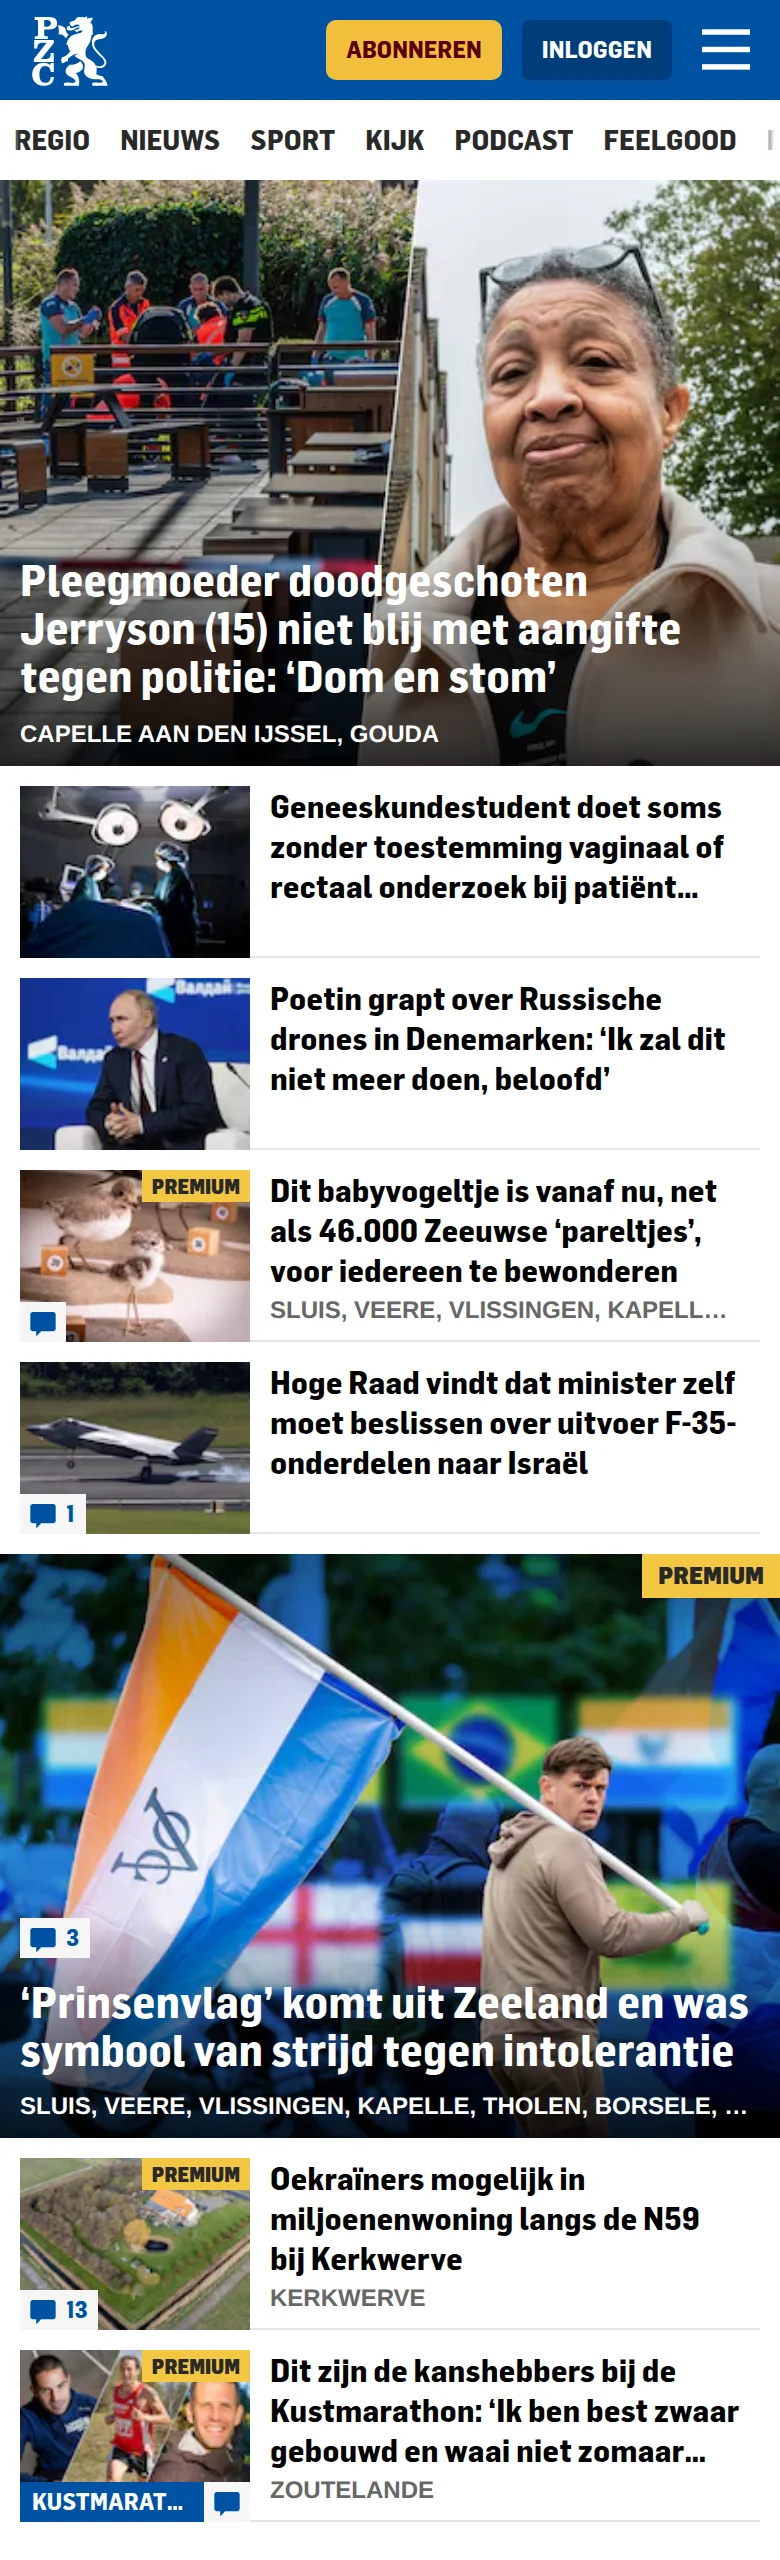 PZC
ABONNEREN
INLOGGEN
REGIO NIEUWS SPORT KIJK PODCAST FEELGOOD
Pleegmoeder doodgeschoten
Jerryson (15) niet blij met aangifte
tegen politie: ‘Dom en stom’
CAPELLE AAN DEN IJSSEL, GOUDA
Geneeskundestudent doet soms
zonder toestemming vaginaal of
rectaal onderzoek bij patiënt...
Валдай
Poetin grapt over Russische
drones in Denemarken: ‘Ik zal dit
niet meer doen, beloofd’
PREMIUM
Dit babyvogeltje is vanaf nu, net
als 46.000 Zeeuwse ‘pareltjes’,
voor iedereen te bewonderen
SLUIS, VEERE, VLISSINGEN, KAPELL…
Hoge Raad vindt dat minister zelf
moet beslissen over uitvoer F-35-
onderdelen naar Israël
1
PREMIUM
3
‘Prinsenvlag’ komt uit Zeeland en was
symbool van strijd tegen intolerantie
SLUIS, VEERE, VLISSINGEN, KAPELLE, THOLEN, BORSELE, …
PREMIUM
13
Oekraïners mogelijk in
miljoenenwoning langs de N59
bij Kerkwerve
KERKWERVE
PREMIUM
KUSTMARAT...
Dit zijn de kanshebbers bij de
Kustmarathon: ‘Ik ben best zwaar
gebouwd en waai niet zomaar...
ZOUTELANDE